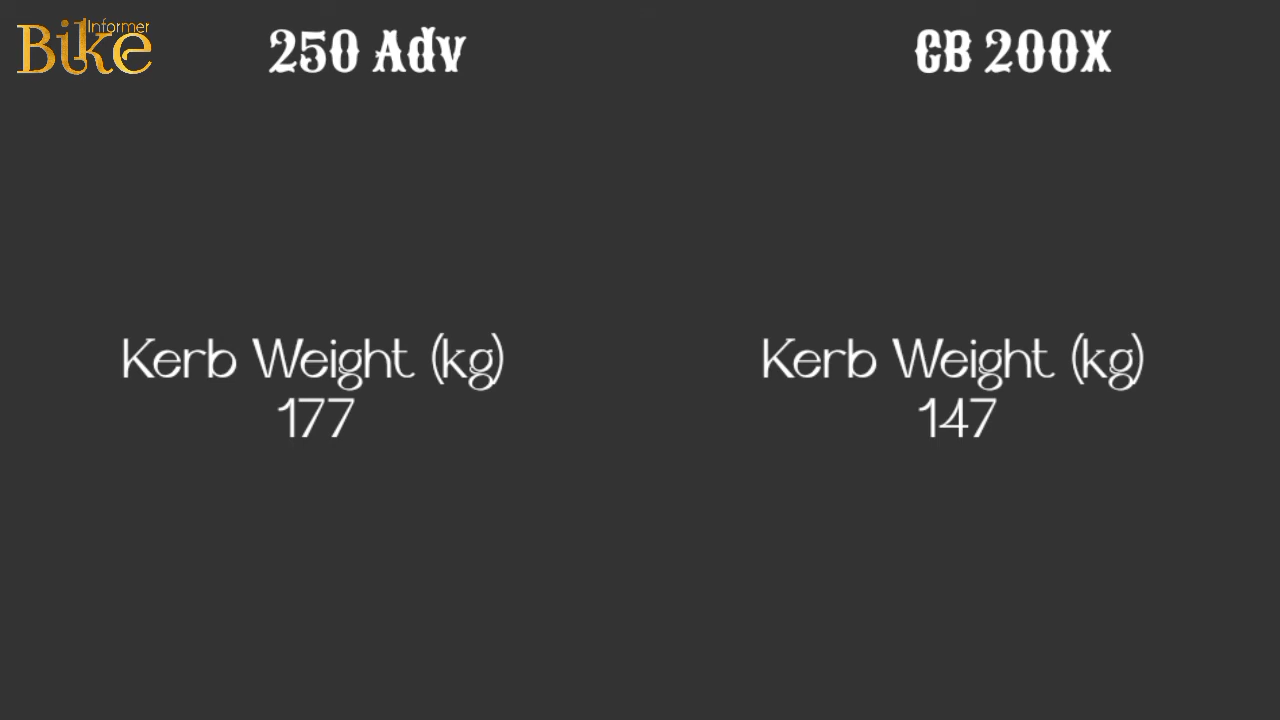 Bike Informer
250 Adv
CB 200X
Kerb Weight (kg)
177
Kerb Weight (kg)
147